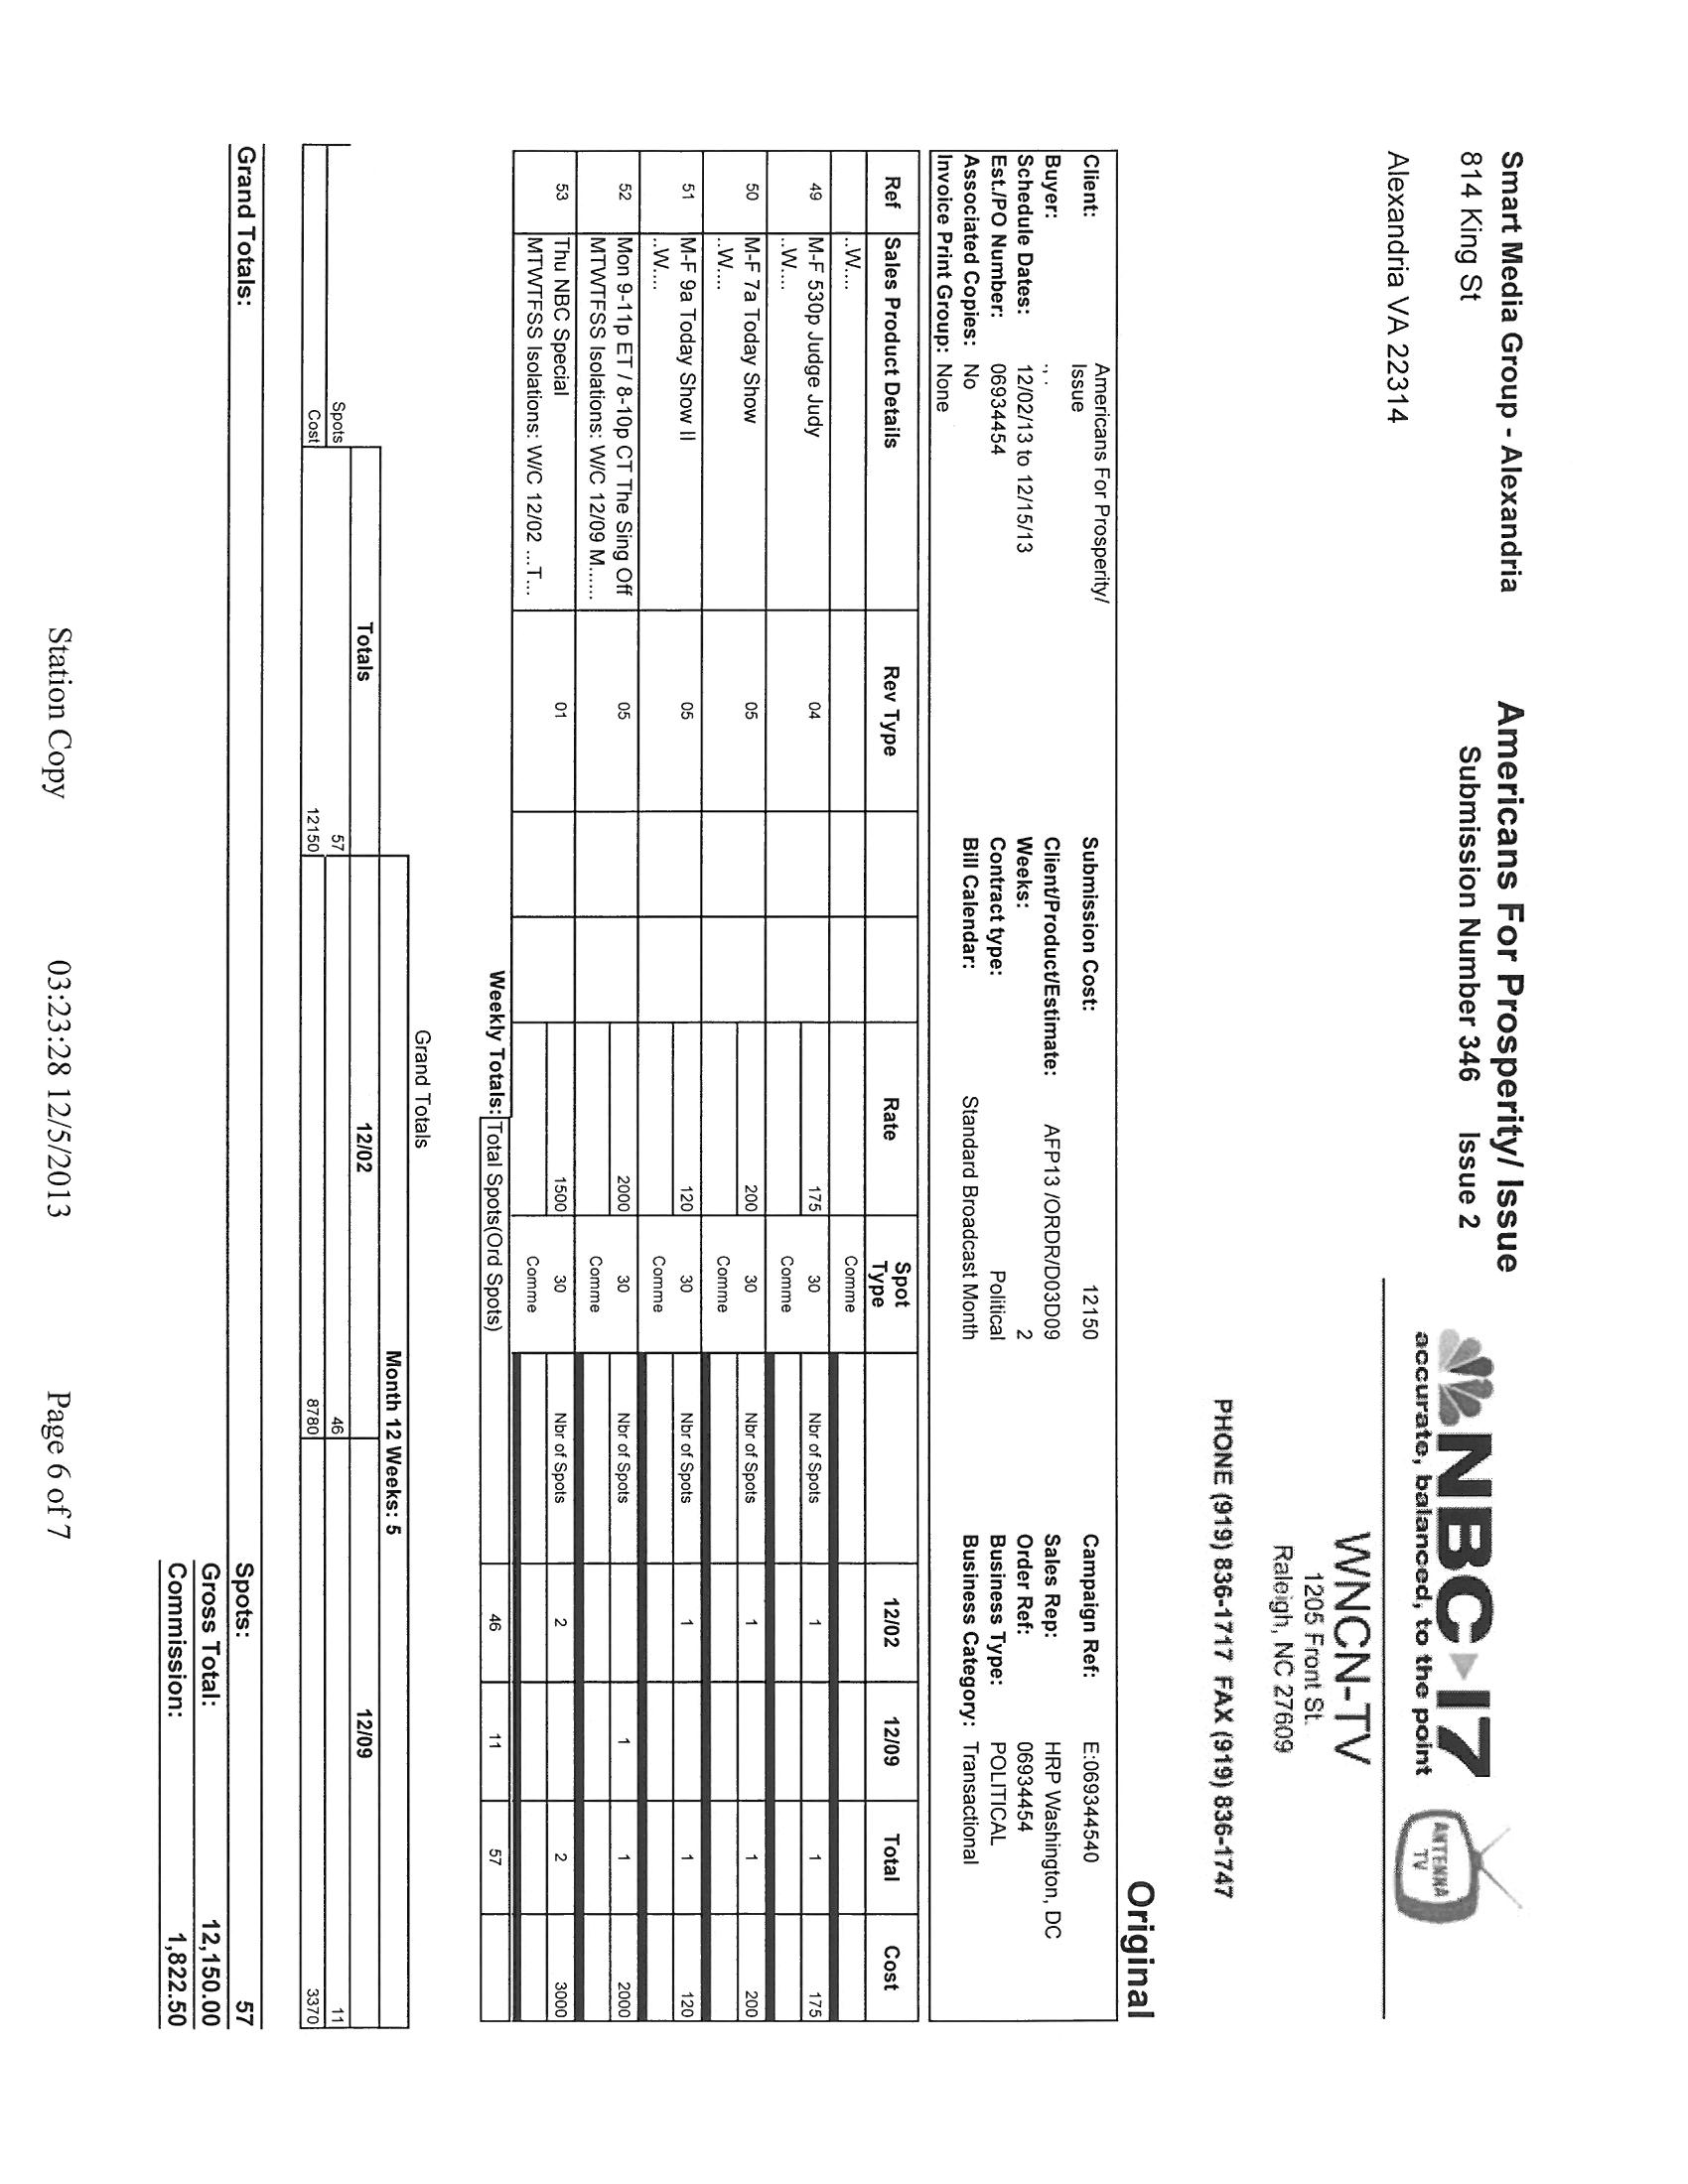 Smart Media Group - Alexandria
814 King St
Alexandria VA 22314
Americans For Prosperity/ Issue
Submission Number 346 Issue 2
NBC 17
accurate, balanced, to the point
ANTENNA TV
WNCN-TV
1205 Front St.
Raleigh, NC 27609
PHONE (919) 836-1717 FAX (919) 836-1747
Original
Client: Americans For Prosperity/ Issue Submission Cost: 12150 Campaign Ref: E:069344540
Buyer: ., . Client/Product/Estimate: AFP13 /ORDR/D03D09 Sales Rep: HRP Washington, DC
Schedule Dates: 12/02/13 to 12/15/13 Weeks: 2 Order Ref: 06934454
Est./PO Number: 06934454 Contract type: Political Business Type: POLITICAL
Associated Copies: No Bill Calendar: Standard Broadcast Month Business Category: Transactional
Invoice Print Group: None
Ref Sales Product Details Rev Type Rate Spot Type 12/02 12/09 Total Cost
..W.... Comme
49 M-F 530p Judge Judy 04 175 30 Nbr of Spots 1 1 175
..W.... Comme
50 M-F 7a Today Show 05 200 30 Nbr of Spots 1 1 200
..W.... Comme
51 M-F 9a Today Show II 05 120 30 Nbr of Spots 1 1 120
..W.... Comme
52 Mon 9-11p ET / 8-10p CT The Sing Off 05 2000 30 Nbr of Spots 1 1 2000
MTWTFSS Isolations: W/C 12/09 M...... Comme
53 Thu NBC Special 01 1500 30 Nbr of Spots 2 2 3000
MTWTFSS Isolations: W/C 12/02 ...T... Comme
Weekly Totals: Total Spots(Ord Spots) 46 11 57
Grand Totals
Month 12 Weeks: 5
Totals 12/02 12/09
Spots 57 46 11
Cost 12150 8780 3370
Grand Totals: Spots: 57
Gross Total: 12,150.00
Commission: 1,822.50
Station Copy 03:23:28 12/5/2013 Page 6 of 7